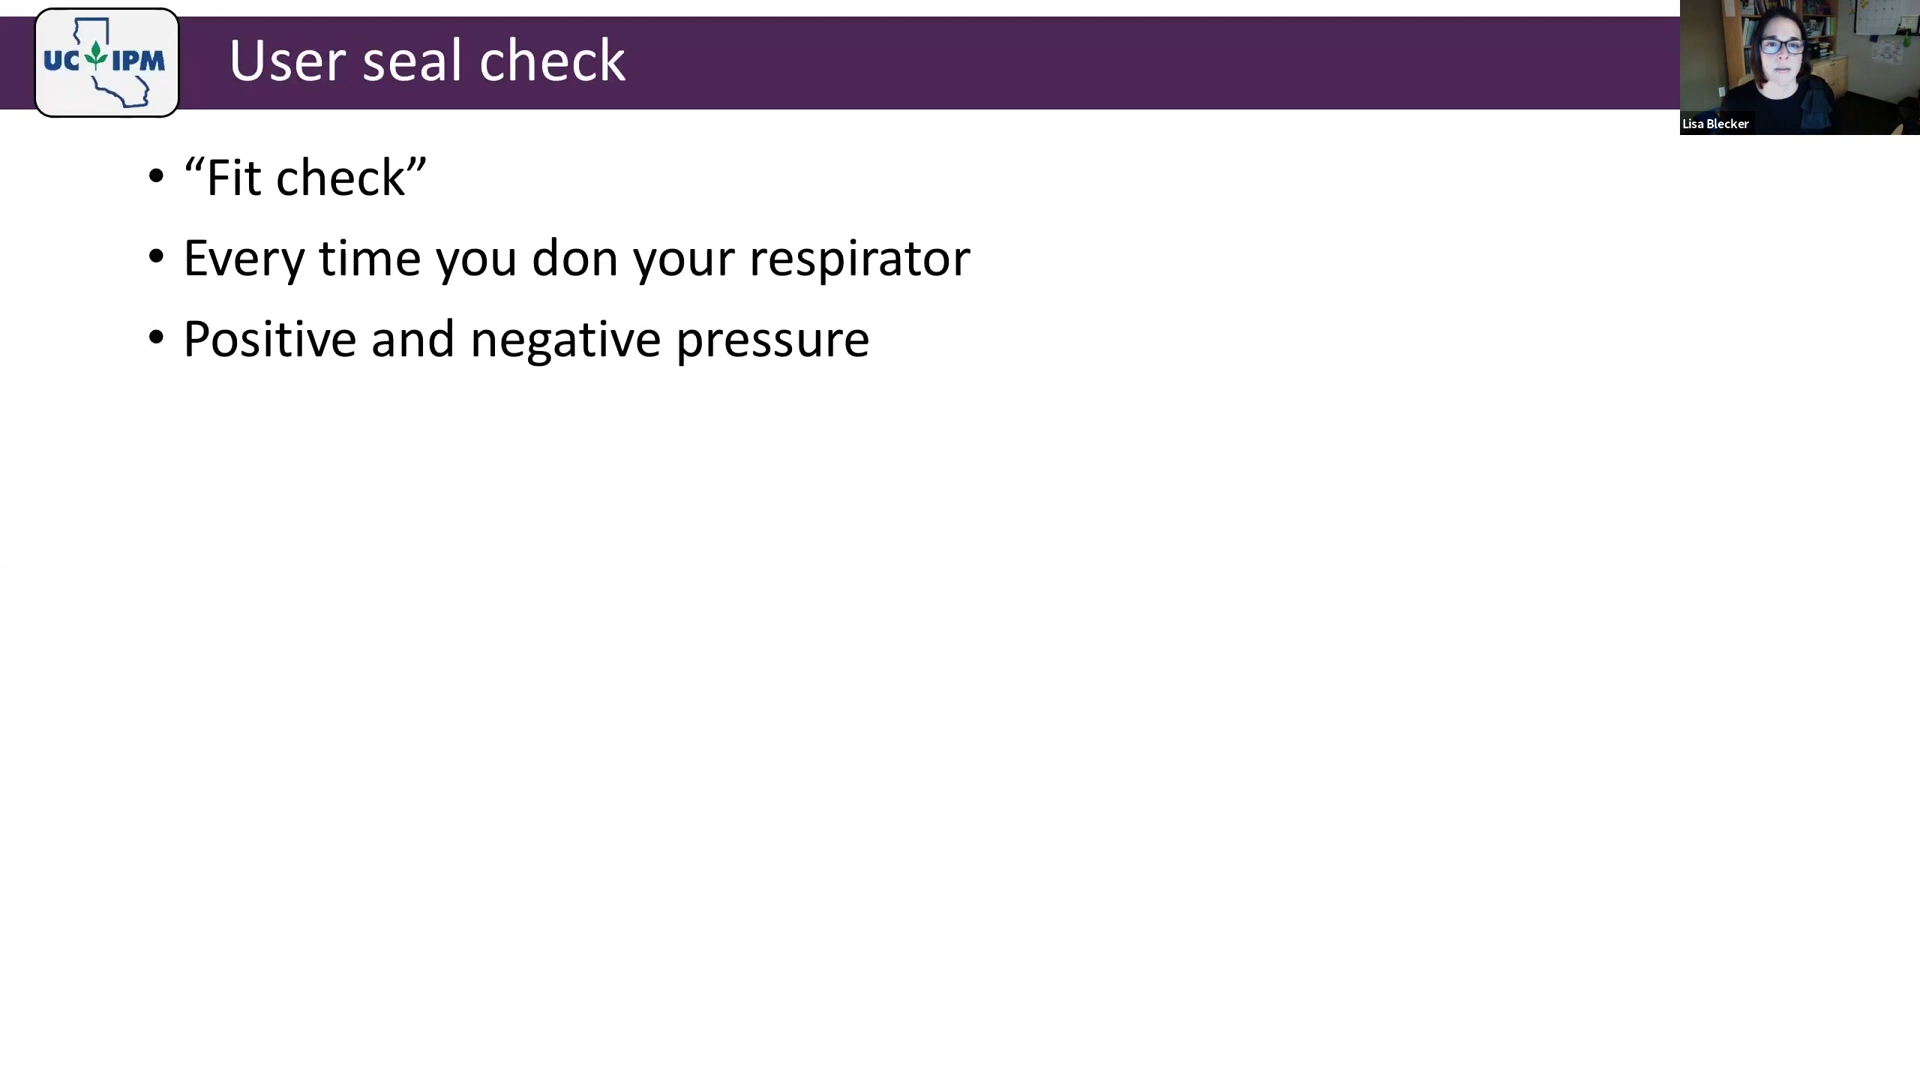 UC IPM
User seal check
Lisa Blecker
• “Fit check”
• Every time you don your respirator
• Positive and negative pressure